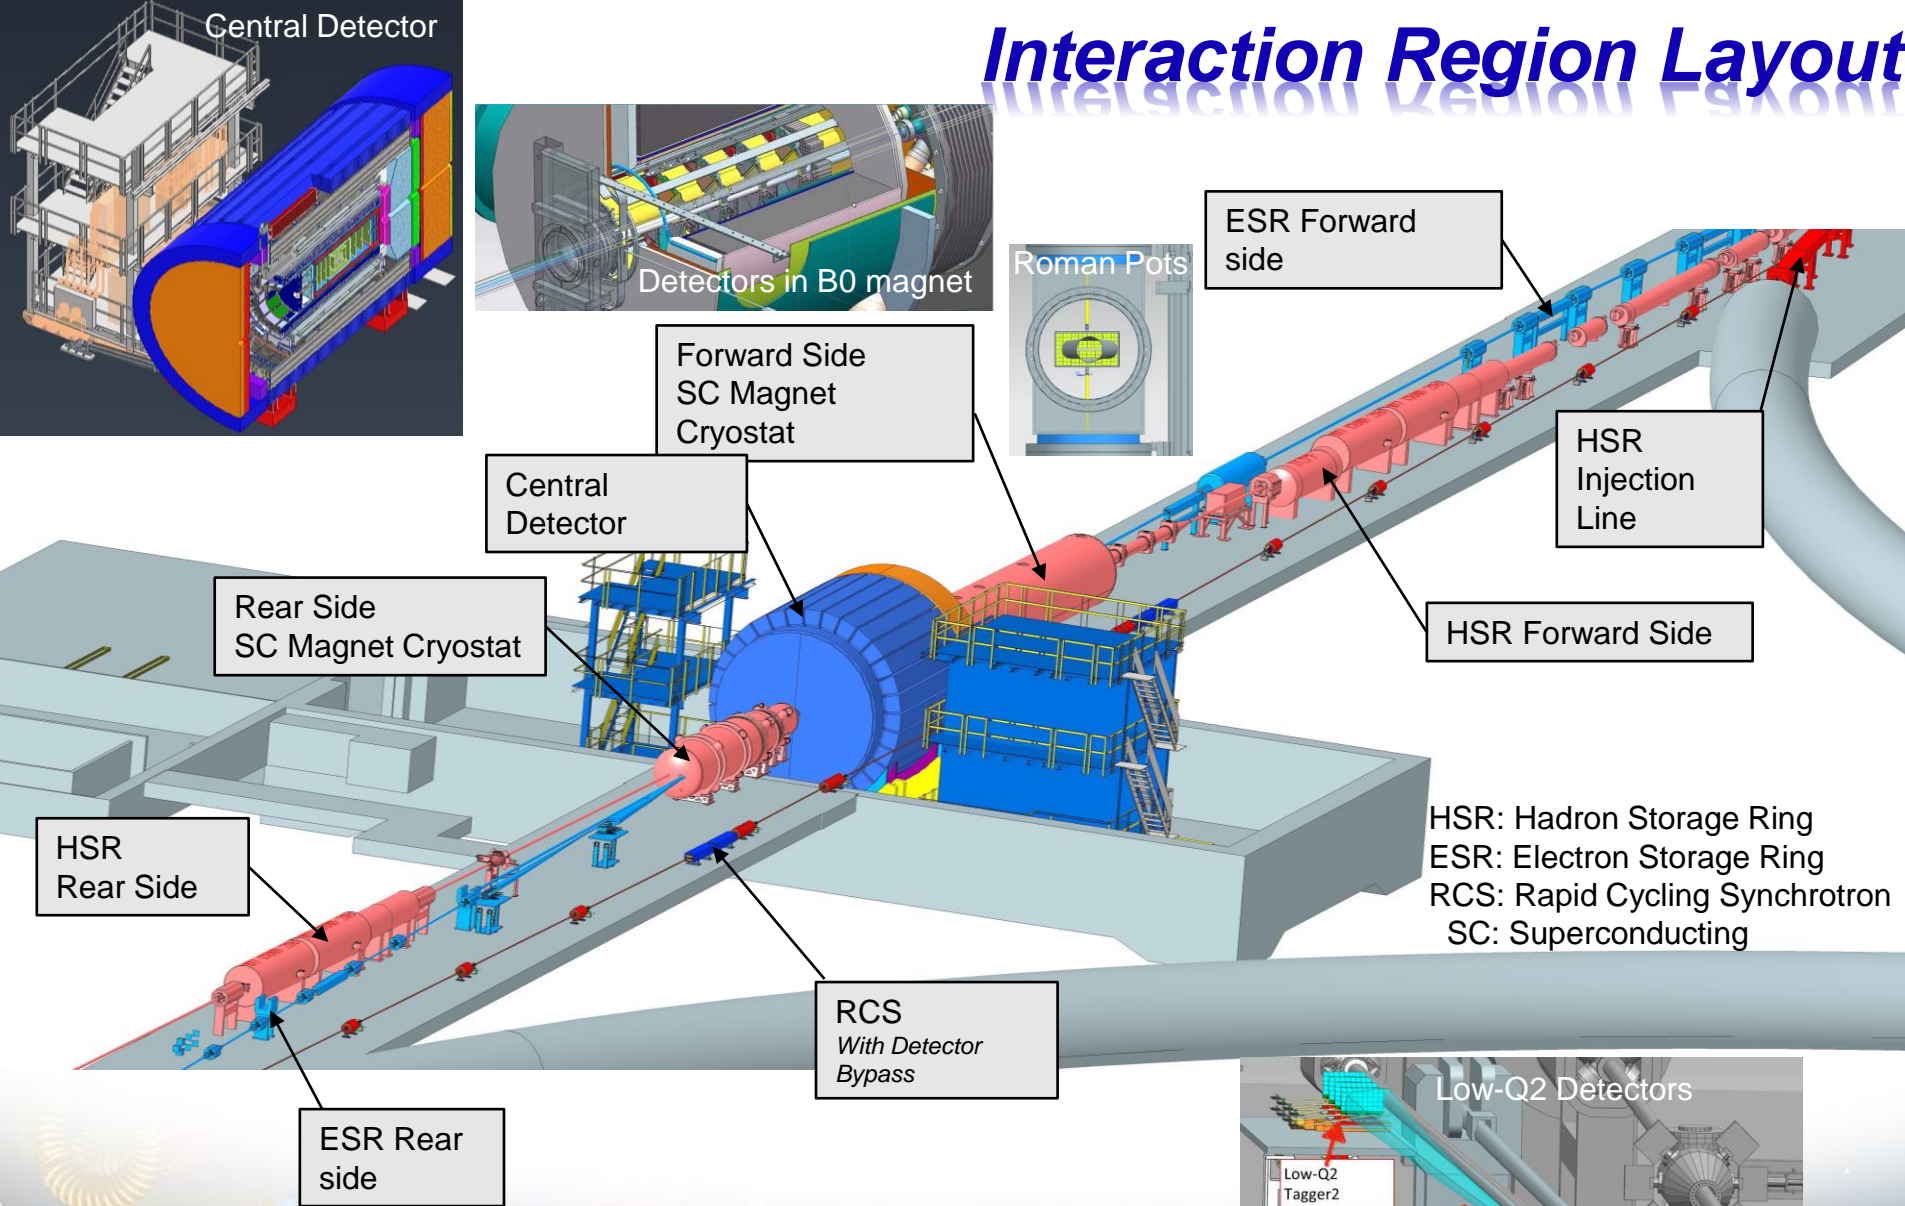 Central Detector
Interaction Region Layout
Detectors in B0 magnet
Roman Pots
ESR Forward
side
Forward Side
SC Magnet
Cryostat
HSR
Injection
Line
Central
Detector
Rear Side
SC Magnet Cryostat
HSR Forward Side
HSR
Rear Side
HSR: Hadron Storage Ring
ESR: Electron Storage Ring
RCS: Rapid Cycling Synchrotron
SC: Superconducting
RCS
With Detector
Bypass
ESR Rear
side
Low-Q2 Detectors
Low-Q2
Tagger2